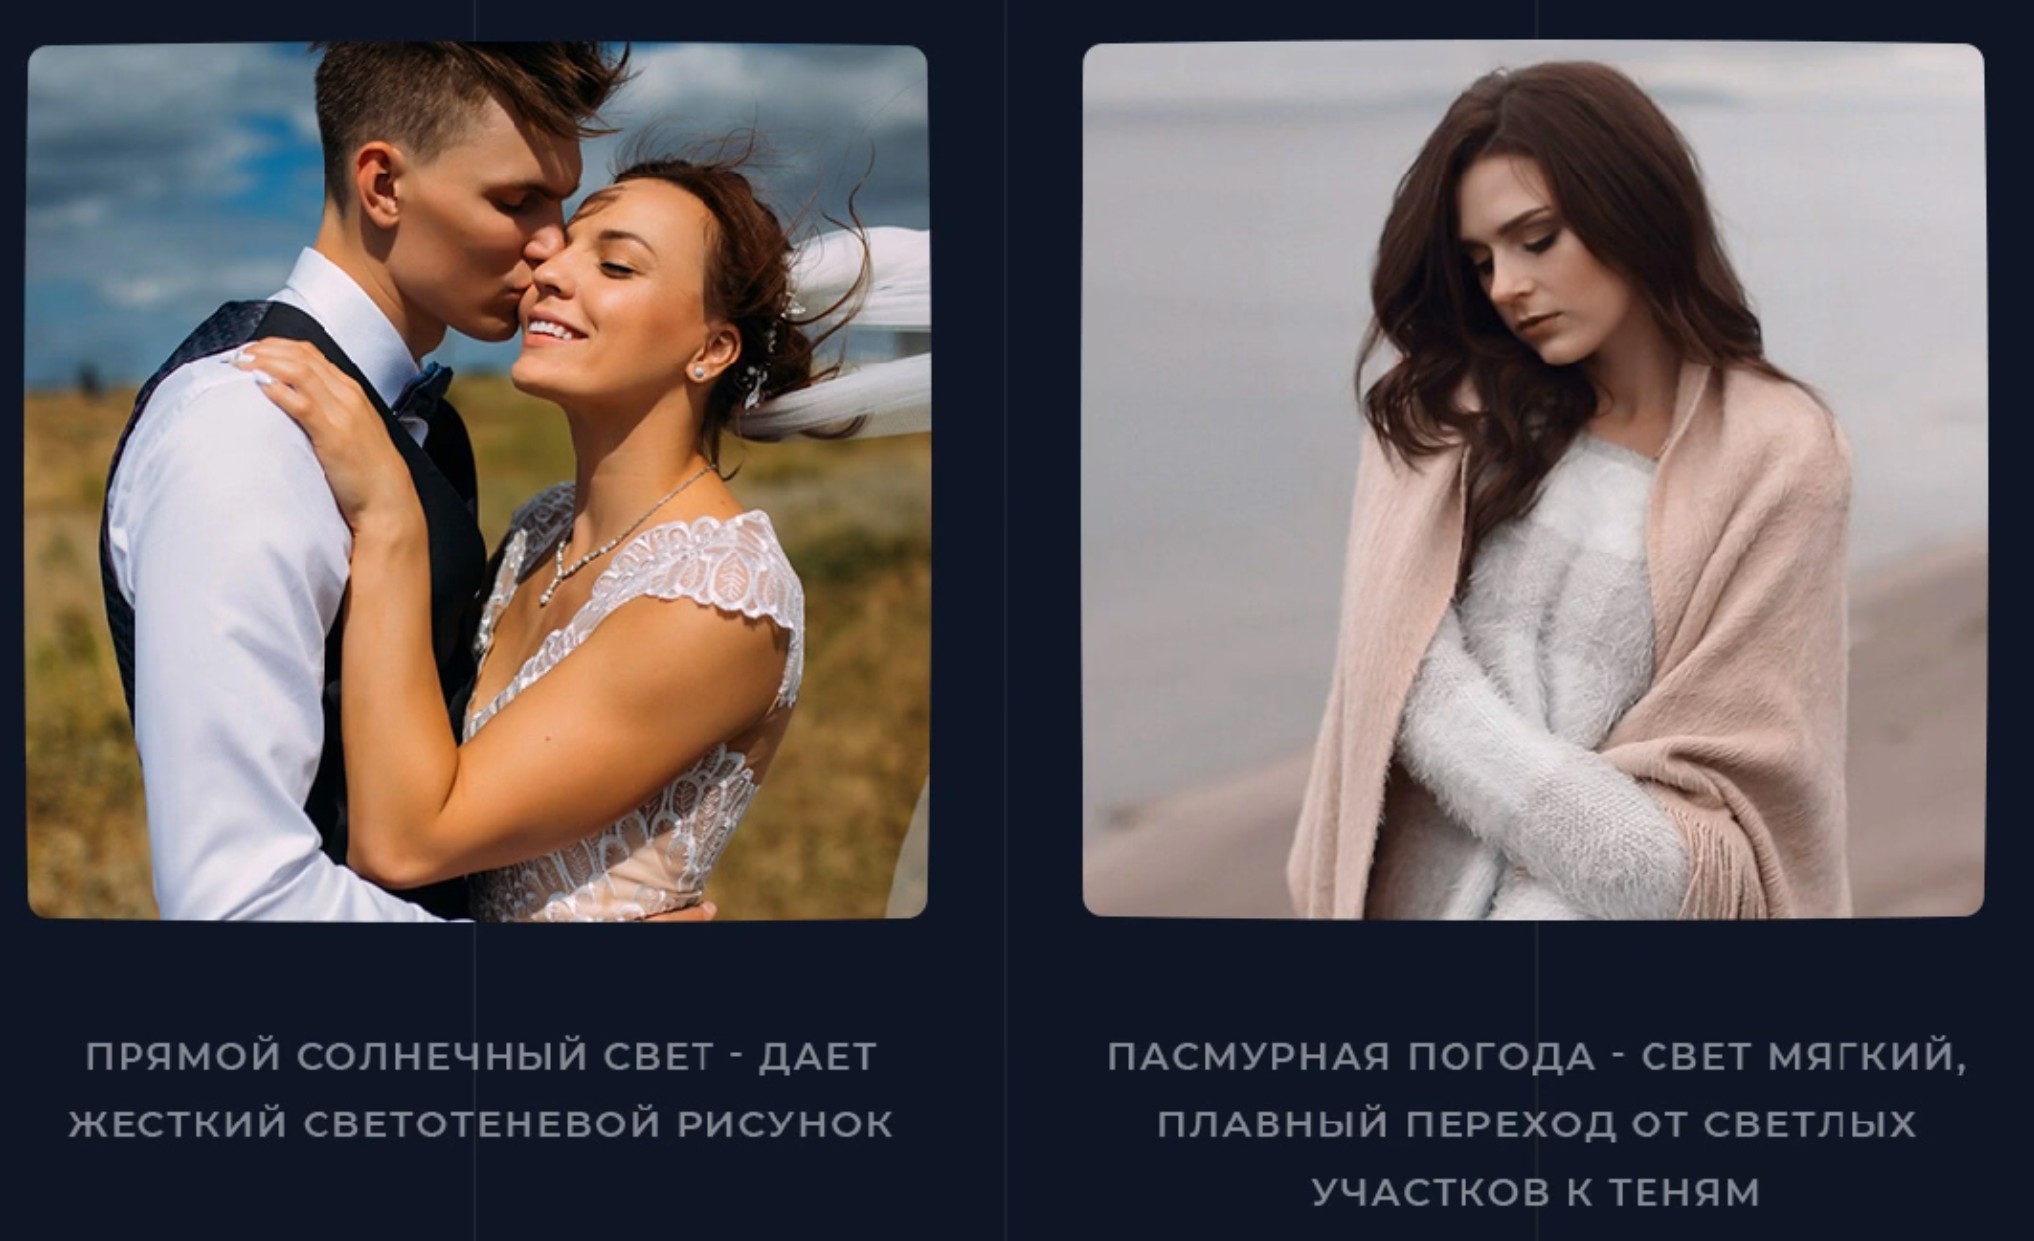 ПРЯМОЙ СОЛНЕЧНЫЙ СВЕТ - ДАЕТ
ЖЕСТКИЙ СВЕТОТЕНЕВОЙ РИСУНОК
ПАСМУРНАЯ ПОГОДА - СВЕТ МЯГКИЙ,
ПЛАВНЫЙ ПЕРЕХОД ОТ СВЕТЛЫХ
УЧАСТКОВ К ТЕНЯМ